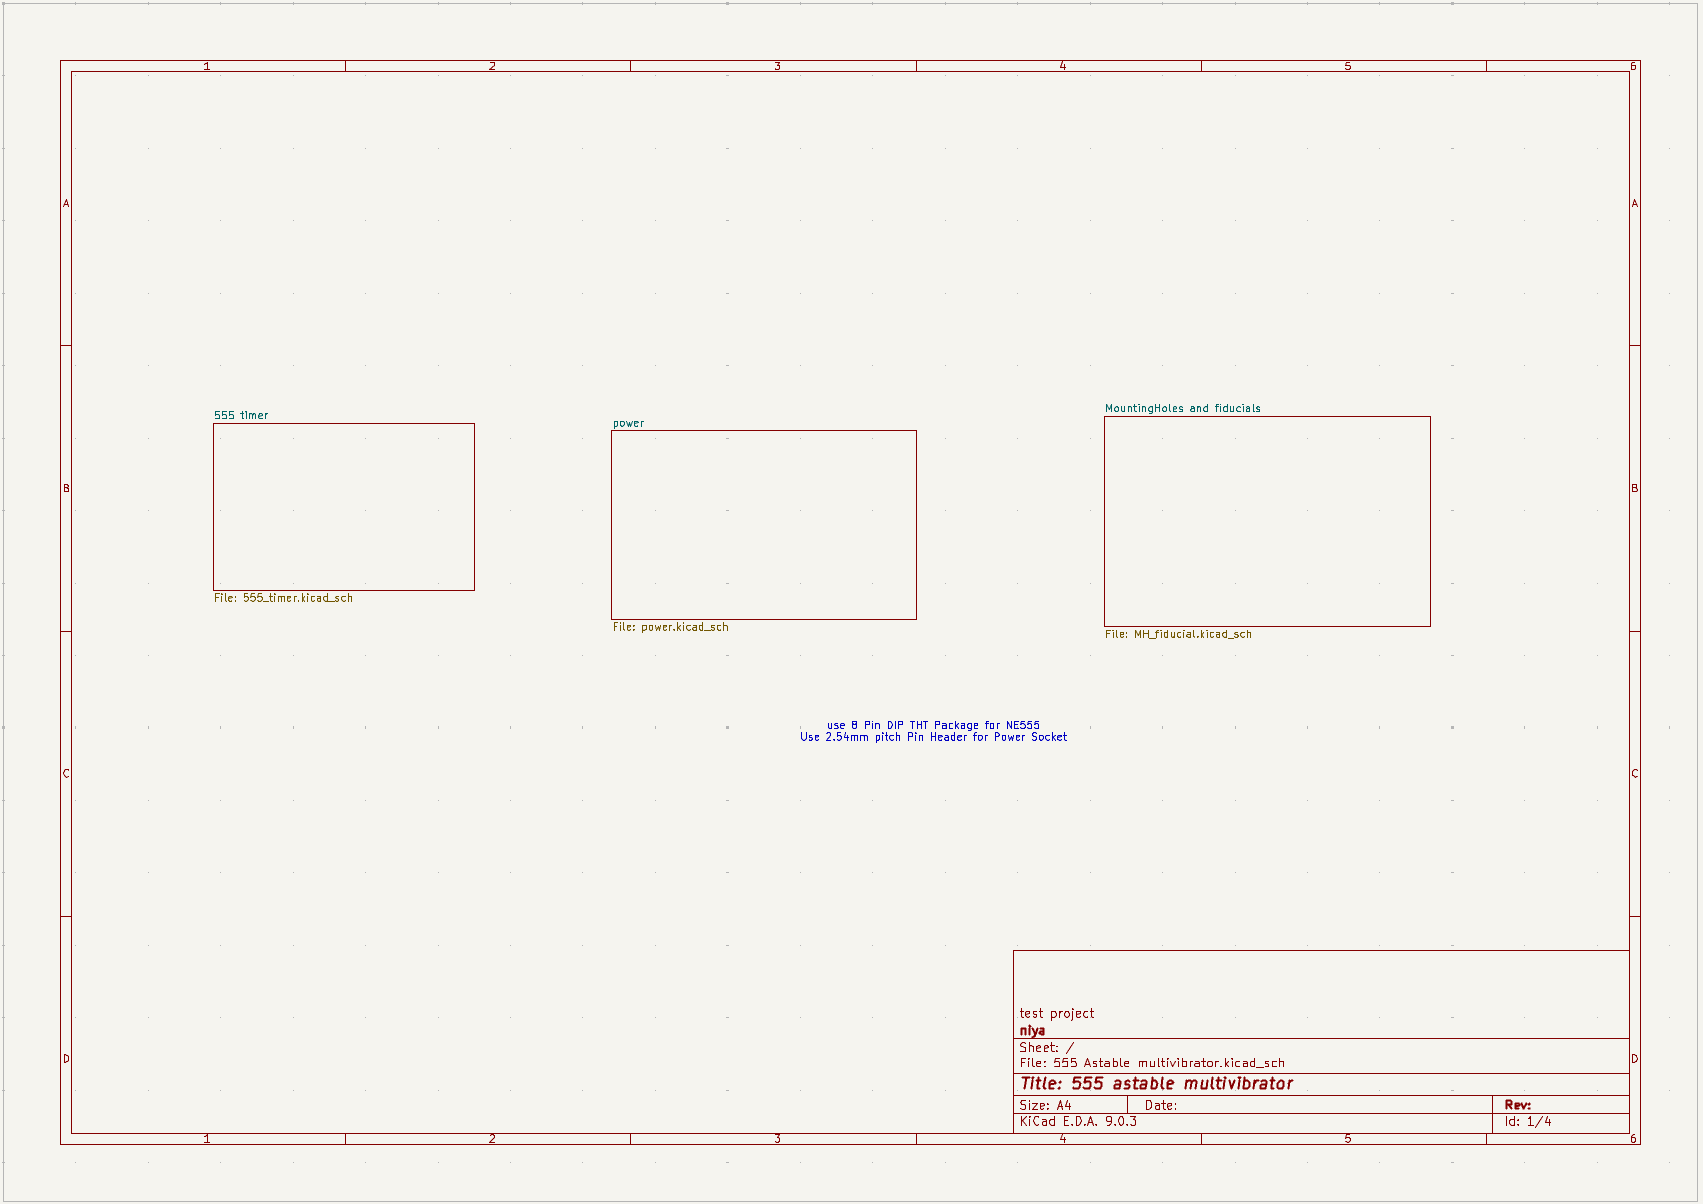 1 2 3 4 5 6
A A
MountingHoles and fiducials
555 timer
power
B B
File: 555_timer.kicad_sch
File: power.kicad_sch
File: MH_fiducial.kicad_sch
use 8 Pin DIP THT Package for NE555
Use 2.54mm pitch Pin Header for Power Socket
C C
test project
niya
Sheet: /
File: 555 Astable multivibrator.kicad_sch
D D
Title: 555 astable multivibrator
Size: A4 Date: Rev:
KiCad E.D.A. 9.0.3 Id: 1/4
1 2 3 4 5 6